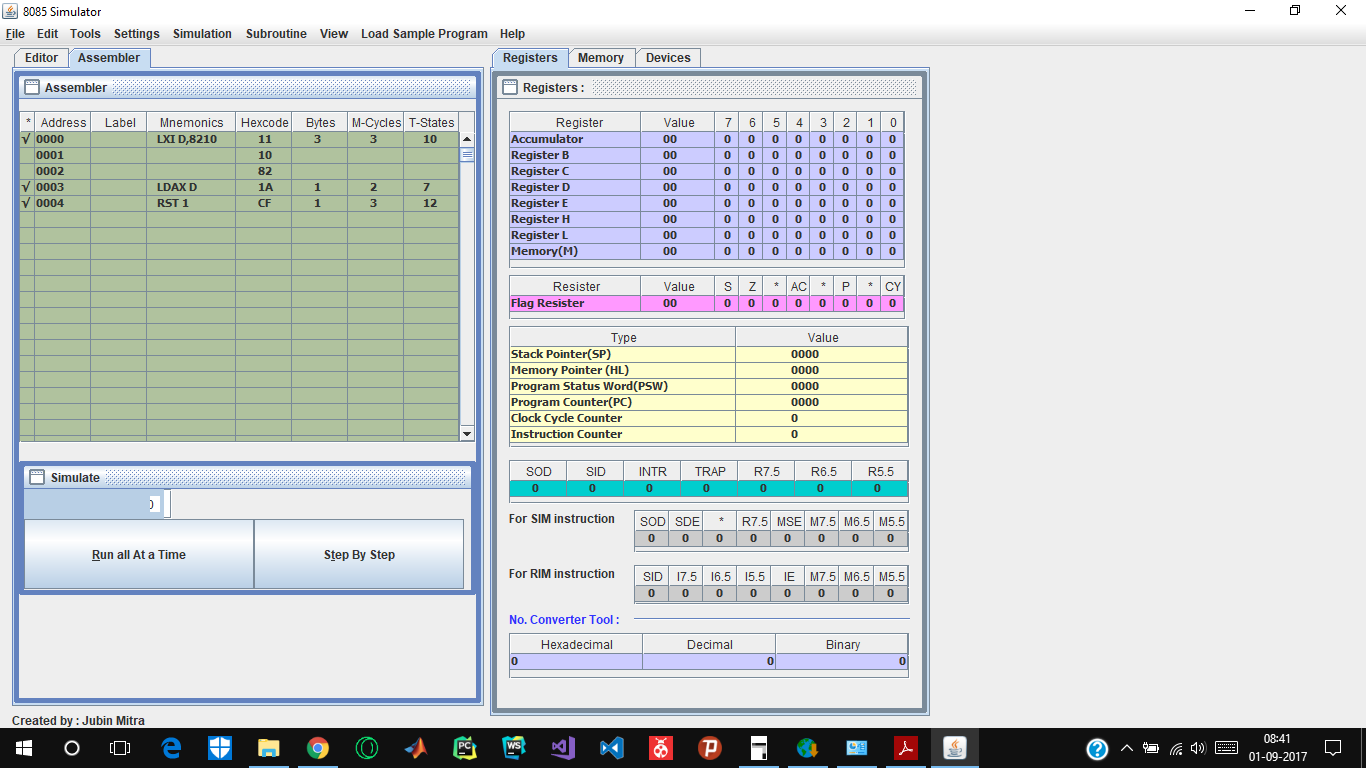 8085 Simulator
File Edit Tools Settings Simulation Subroutine View Load Sample Program Help
Editor Assembler
Assembler
* Address Label Mnemonics Hexcode Bytes M-Cycles T-States
√ 0000 LXI D,8210 11 3 3 10
0001 10
0002 82
√ 0003 LDAX D 1A 1 2 7
√ 0004 RST 1 CF 1 3 12
Simulate
0
Run all At a Time Step By Step
Created by : Jubin Mitra
Registers Memory Devices
Registers :
Register Value 7 6 5 4 3 2 1 0
Accumulator 00 0 0 0 0 0 0 0 0
Register B 00 0 0 0 0 0 0 0 0
Register C 00 0 0 0 0 0 0 0 0
Register D 00 0 0 0 0 0 0 0 0
Register E 00 0 0 0 0 0 0 0 0
Register H 00 0 0 0 0 0 0 0 0
Register L 00 0 0 0 0 0 0 0 0
Memory(M) 00 0 0 0 0 0 0 0 0
Resister Value S Z * AC * P * CY
Flag Resister 00 0 0 0 0 0 0 0 0
Type Value
Stack Pointer(SP) 0000
Memory Pointer (HL) 0000
Program Status Word(PSW) 0000
Program Counter(PC) 0000
Clock Cycle Counter 0
Instruction Counter 0
SOD SID INTR TRAP R7.5 R6.5 R5.5
0 0 0 0 0 0 0
For SIM instruction
SOD SDE * R7.5 MSE M7.5 M6.5 M5.5
0 0 0 0 0 0 0 0
For RIM instruction
SID I7.5 I6.5 I5.5 IE M7.5 M6.5 M5.5
0 0 0 0 0 0 0 0
No. Converter Tool :
Hexadecimal Decimal Binary
0 0 0
PC WS
08:41
01-09-2017